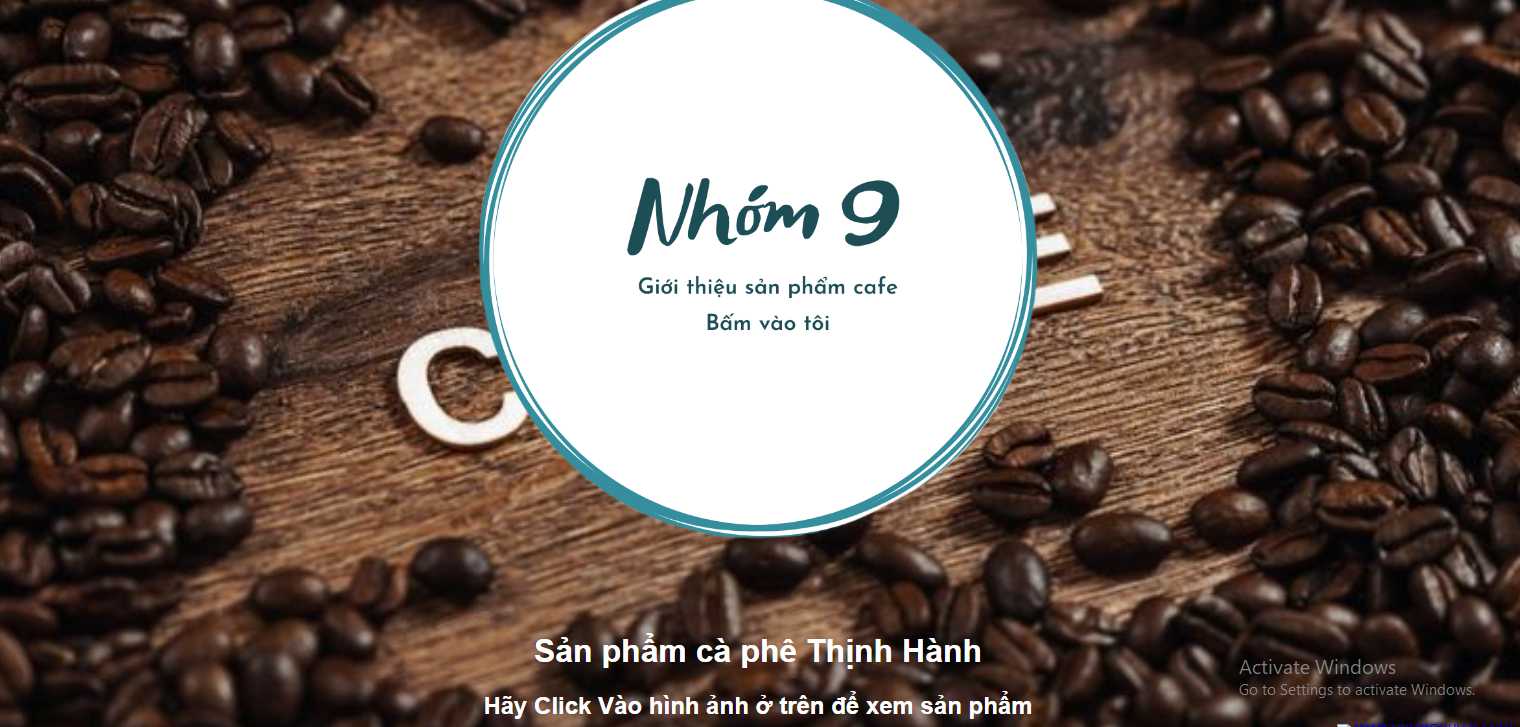 Nhóm 9
Giới thiệu sản phẩm cafe
Bấm vào tôi
C
E
Sản phẩm cà phê Thịnh Hành
Hãy Click Vào hình ảnh ở trên để xem sản phẩm
Activate Windows
Go to Settings to activate Windows.